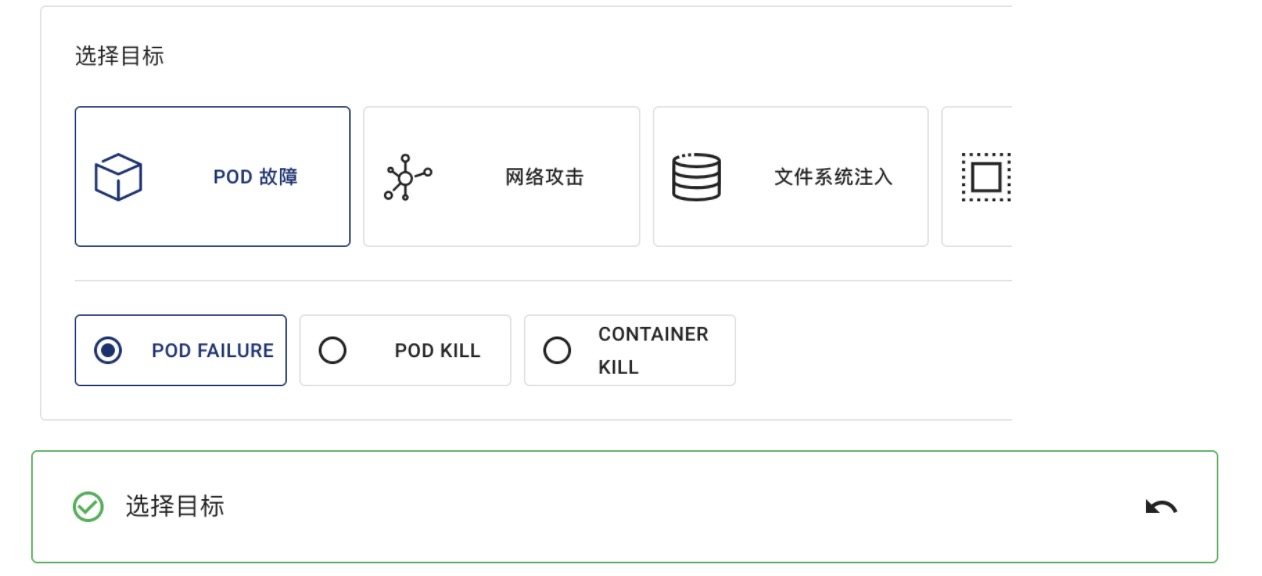 选择目标
POD 故障
网络攻击
文件系统注入
POD FAILURE
POD KILL
CONTAINER
KILL
选择目标